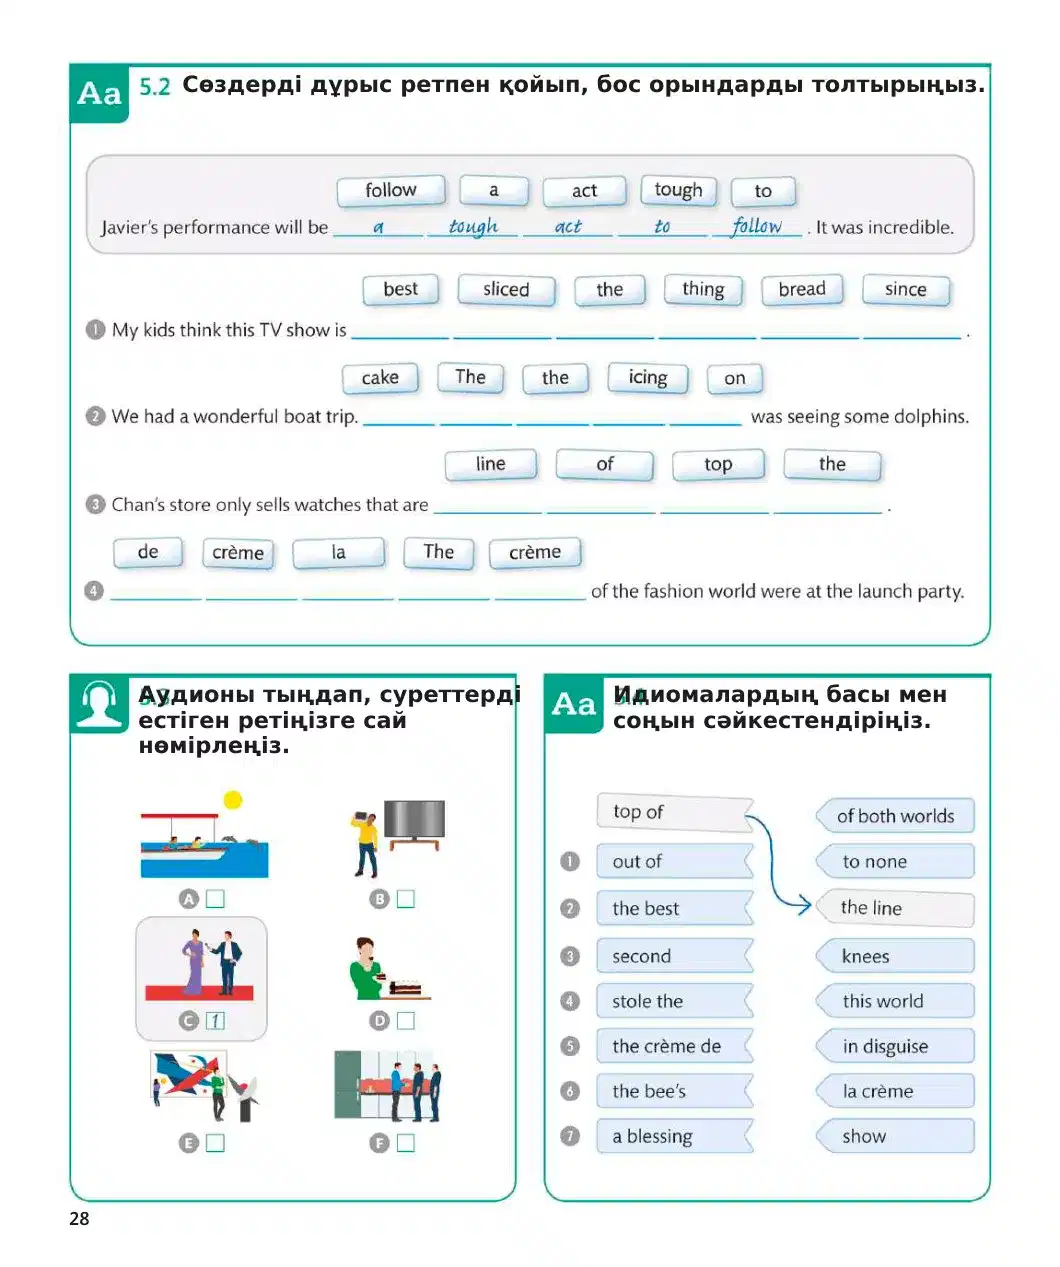 Aa 5.2 Сөздерді дұрыс ретпен қойып, бос орындарды толтырыңыз.
follow a act tough to
Javier's performance will be a tough act to follow . It was incredible.
best sliced the thing bread since
1 My kids think this TV show is .
cake The the icing on
2 We had a wonderful boat trip. was seeing some dolphins.
line of top the
3 Chan's store only sells watches that are .
de crème la The crème
4 of the fashion world were at the launch party.
Аудионы тыңдап, суреттерді
естіген ретіңізге сай
нөмірлеңіз.
A B
C 1 D
E F
Aa Идиомалардың басы мен
соңын сәйкестендіріңіз.
top of of both worlds
1 out of to none
2 the best the line
3 second knees
4 stole the this world
5 the crème de in disguise
6 the bee's la crème
7 a blessing show
28